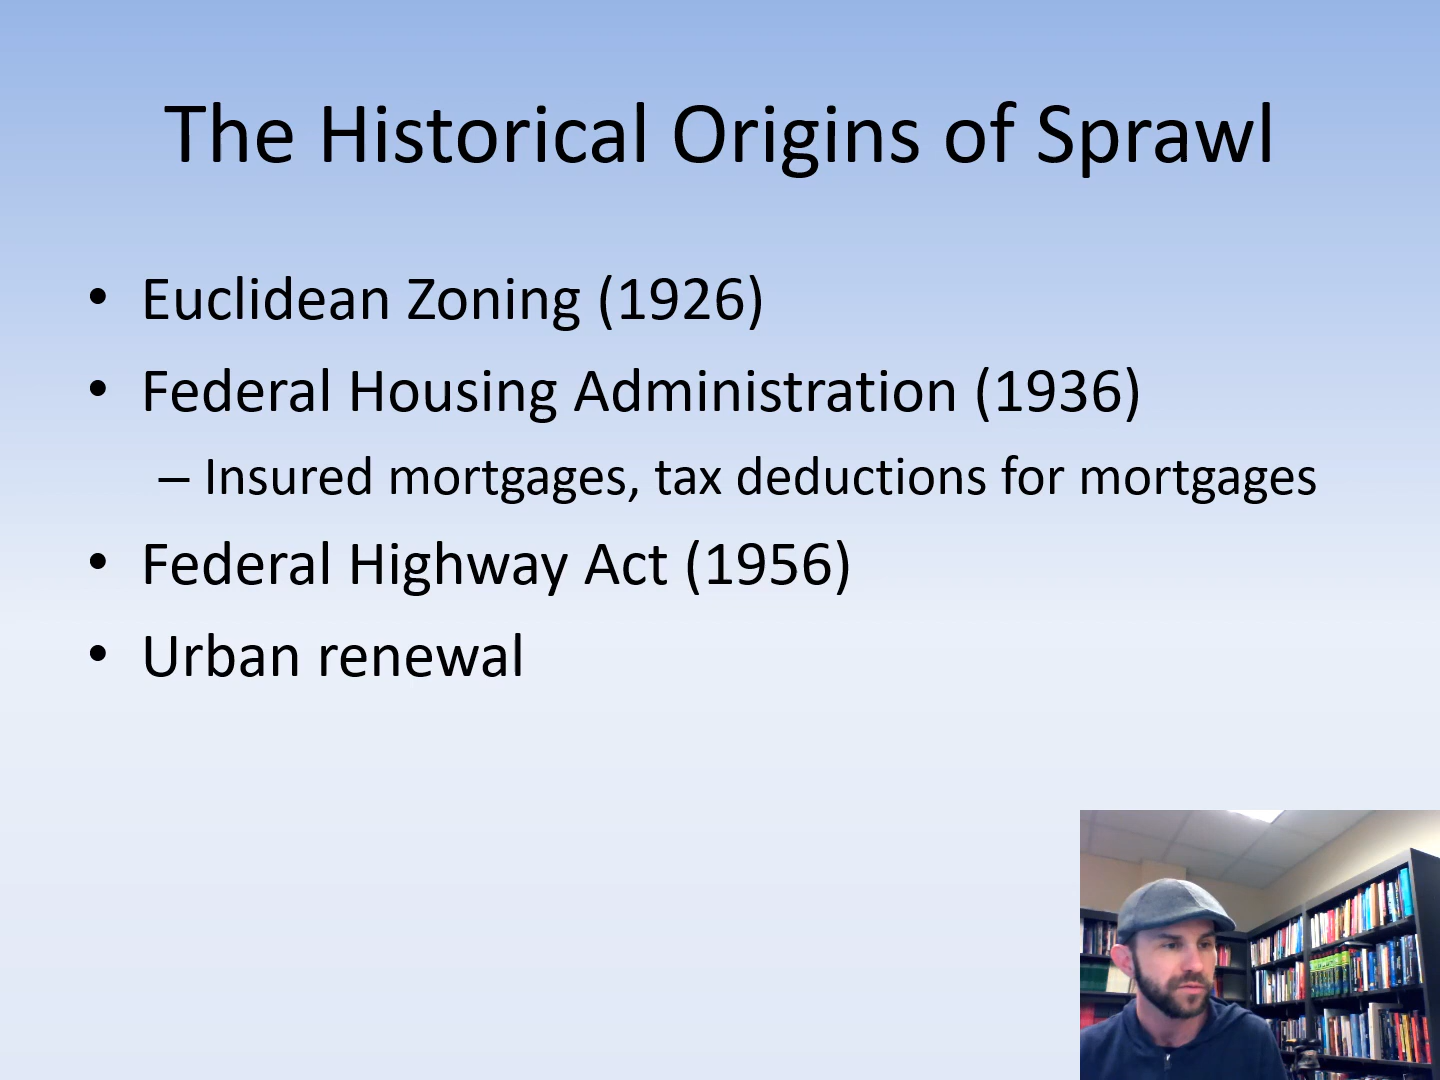 The Historical Origins of Sprawl
• Euclidean Zoning (1926)
• Federal Housing Administration (1936)
– Insured mortgages, tax deductions for mortgages
• Federal Highway Act (1956)
• Urban renewal